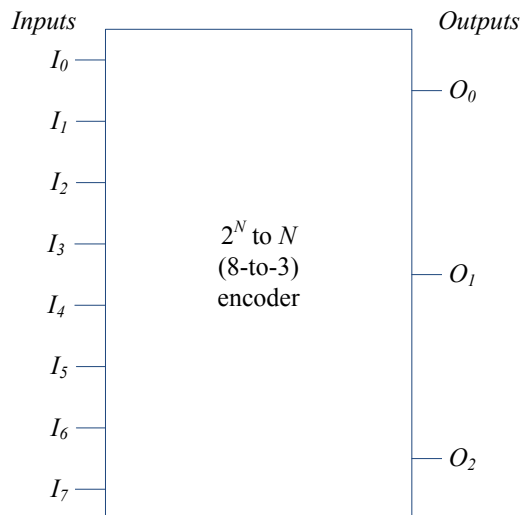 Inputs
Outputs
I₀
I₁
I₂
I₃
I₄
I₅
I₆
I₇
2ᴺ to N
(8-to-3)
encoder
O₀
O₁
O₂